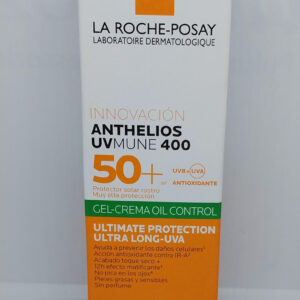 LA ROCHE-POSAY
LABORATOIRE DERMATOLOGIQUE
INNOVACIÓN
ANTHELIOS
UVMUNE 400
50+
UVB+UVA
ANTIOXIDANTE
Protector solar rostro
Muy alta protección
GEL-CREMA OIL CONTROL
ULTIMATE PROTECTION
ULTRA LONG-UVA
Ayuda a prevenir los daños celulares
Acción antioxidante contra IR-A
Acabado toque seco +
12h efecto matificante
No pica en los ojos
Pieles grasas y sensibles
Sin perfume